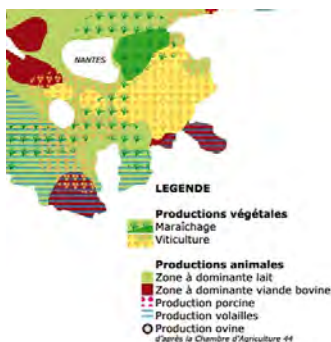 NANTES
LEGENDE
Productions végétales
Maraîchage
Viticulture
Productions animales
Zone à dominante lait
Zone à dominante viande bovine
Production porcine
Production volailles
Production ovine
d'après la Chambre d'Agriculture 44